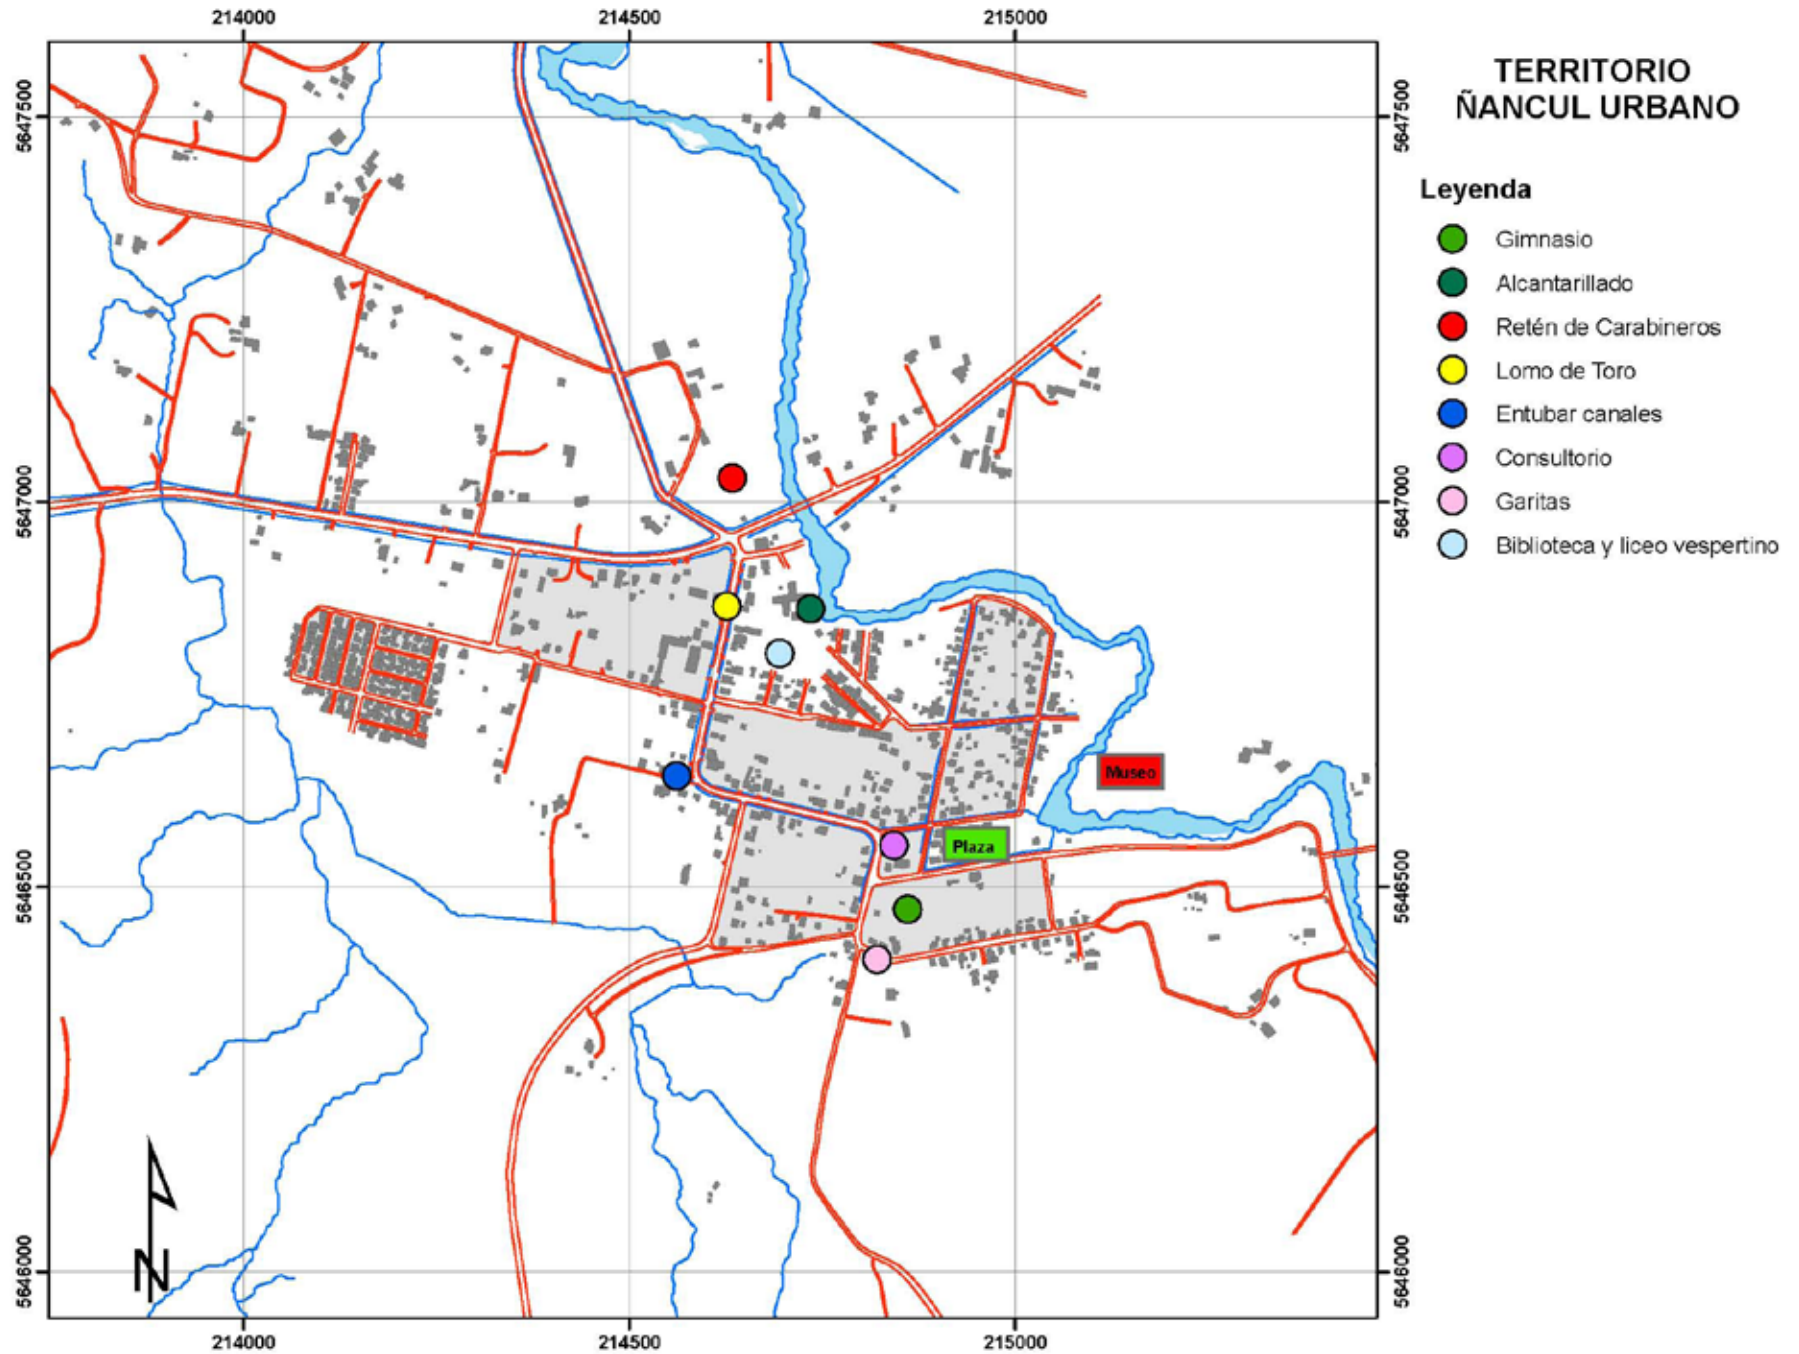 214000
214500
215000
5647500
5647500
TERRITORIO
ÑANCUL URBANO
Leyenda
Gimnasio
Alcantarillado
Retén de Carabineros
Lomo de Toro
Entubar canales
Consultorio
Garitas
Biblioteca y liceo vespertino
5647000
5647000
Museo
Plaza
5646500
5646500
N
5646000
5646000
214000
214500
215000